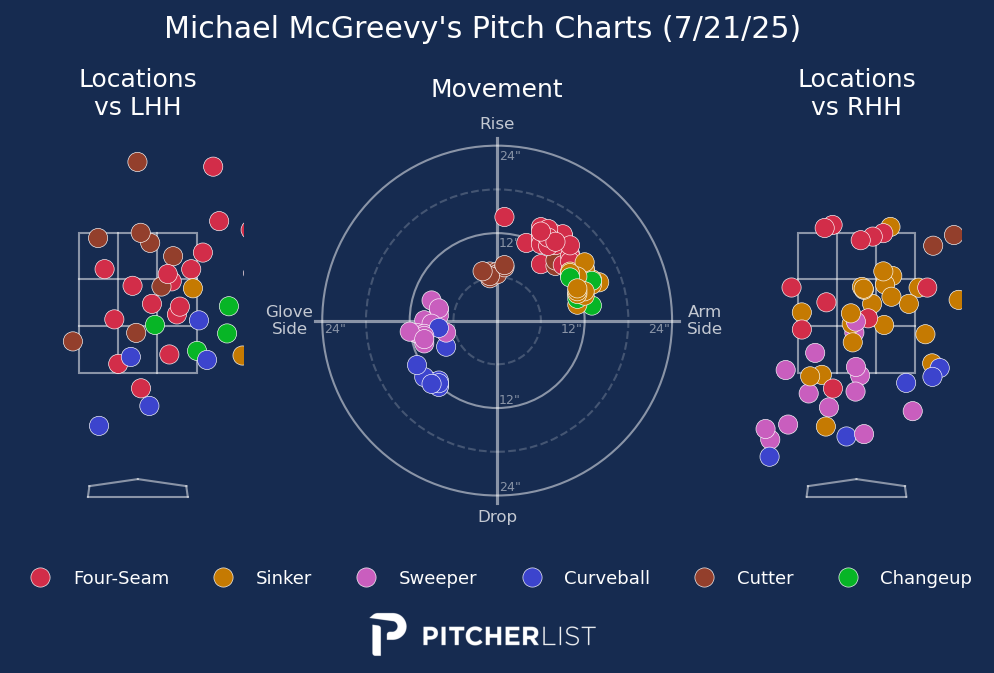 Michael McGreevy's Pitch Charts (7/21/25)
Locations
vs LHH
Movement
Locations
vs RHH
Rise
24"
12"
Glove
Side
24"
12"
24"
Arm
Side
12"
24"
Drop
Four-Seam
Sinker
Sweeper
Curveball
Cutter
Changeup
PITCHERLIST